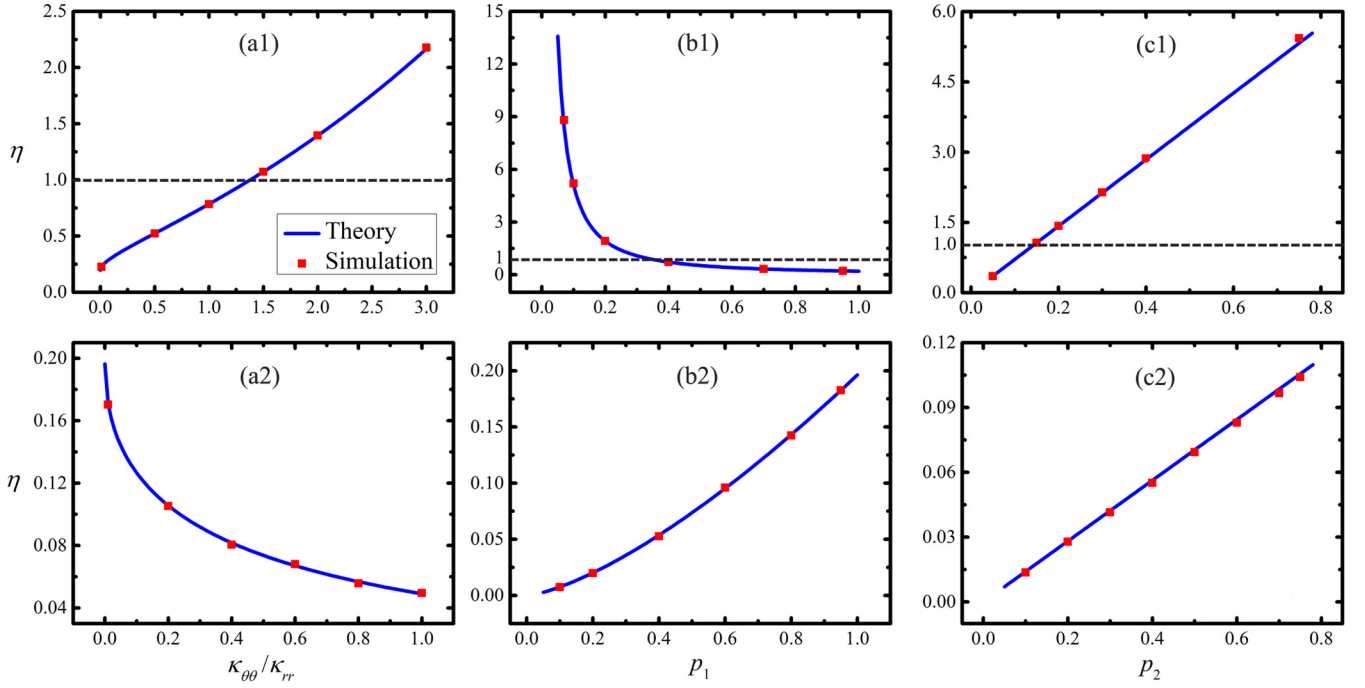 (a1)
η
2.5
2.0
1.5
1.0
0.5
0.0
0.0 0.5 1.0 1.5 2.0 2.5 3.0
Theory
Simulation
(b1)
15
12
9
6
3
1
0
0.0 0.2 0.4 0.6 0.8 1.0
(c1)
6.0
4.5
3.0
1.5
1.0
0.0
0.0 0.2 0.4 0.6 0.8
(a2)
η
0.20
0.16
0.12
0.08
0.04
0.0 0.2 0.4 0.6 0.8 1.0
κθθ/κrr
(b2)
0.20
0.15
0.10
0.05
0.00
0.0 0.2 0.4 0.6 0.8 1.0
p1
(c2)
0.12
0.09
0.06
0.03
0.00
0.0 0.2 0.4 0.6 0.8
p2